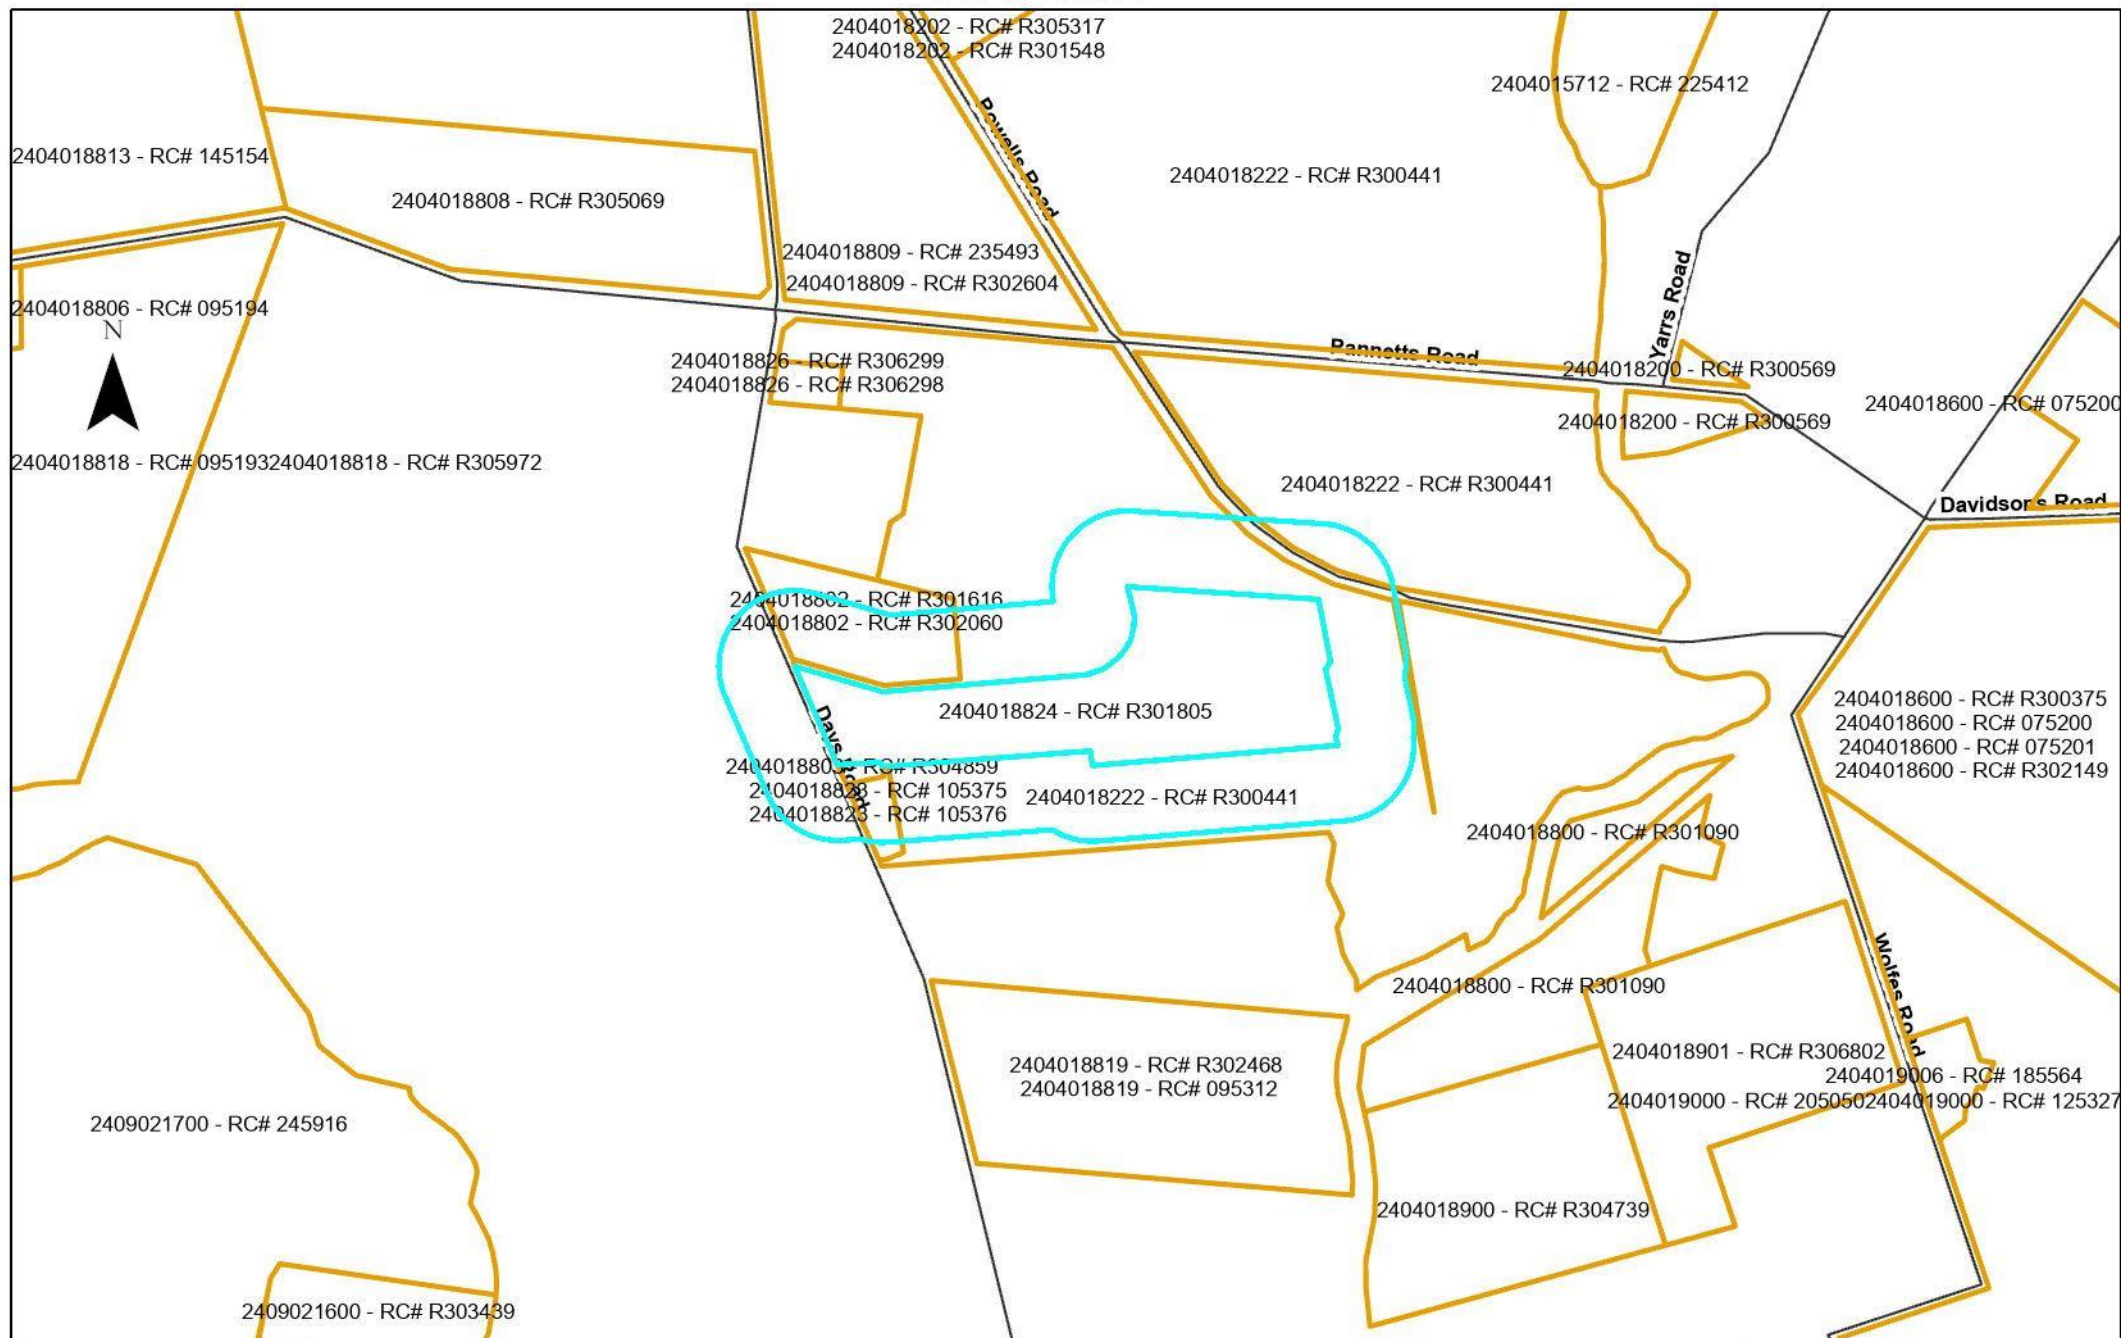 2404018202 - RC# R305317
2404018202 - RC# R301548
2404015712 - RC# 225412
Powells Road
2404018813 - RC# 145154
2404018222 - RC# R300441
2404018808 - RC# R305069
2404018809 - RC# 235493
2404018809 - RC# R302604
Yarrs Road
2404018806 - RC# 095194
N
Pannetts Road
2404018826 - RC# R306299
2404018826 - RC# R306298
2404018200 - RC# R300569
2404018600 - RC# 075200
2404018200 - RC# R300569
2404018818 - RC# 0951932404018818 - RC# R305972
2404018222 - RC# R300441
Davidsons Road
2404018802 - RC# R301616
2404018802 - RC# R302060
2404018824 - RC# R301805
Days Road
2404018600 - RC# R300375
2404018600 - RC# 075200
2404018600 - RC# 075201
2404018600 - RC# R302149
RC# R304859
2404018823 - RC# 105375
2404018823 - RC# 105376
2404018222 - RC# R300441
2404018800 - RC# R301090
2404018800 - RC# R301090
Wolfes Road
2404018819 - RC# R302468
2404018819 - RC# 095312
2404018901 - RC# R306802
2404019006 - RC# 185564
2404019000 - RC# 2050502404019000 - RC# 125327
2409021700 - RC# 245916
2404018900 - RC# R304739
2409021600 - RC# R303439